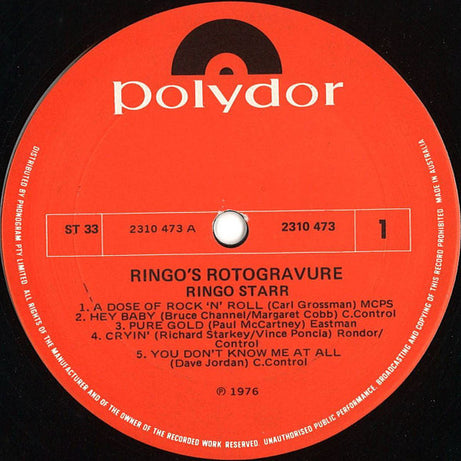 polydor
ST 33
2310 473 A
2310 473
1
RINGO'S ROTOGRAVURE
RINGO STARR
1. A DOSE OF ROCK 'N' ROLL (Carl Grossman) MCPS
2. HEY BABY (Bruce Channel/Margaret Cobb) C.Control
3. PURE GOLD (Paul McCartney) Eastman
4. CRYIN' (Richard Starkey/Vince Poncia) Rondor/
Control
5. YOU DON'T KNOW ME AT ALL
(Dave Jordan) C.Control
℗ 1976
DISTRIBUTED BY PHONOGRAM PTY LIMITED
ALL RIGHTS OF THE MANUFACTURER AND OF THE OWNER OF THE RECORDED WORK RESERVED. UNAUTHORISED PUBLIC PERFORMANCE, BROADCASTING AND COPYING OF THIS RECORD PROHIBITED
MADE IN AUSTRALIA